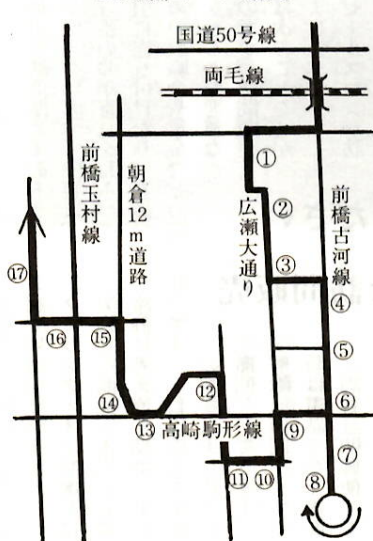 国道50号線
両毛線
前橋玉村線
朝倉12m道路
広瀬大通り
前橋古河線
高崎駒形線
①
②
③
④
⑤
⑥
⑦
⑧
⑨
⑩
⑪
⑫
⑬
⑭
⑮
⑯
⑰